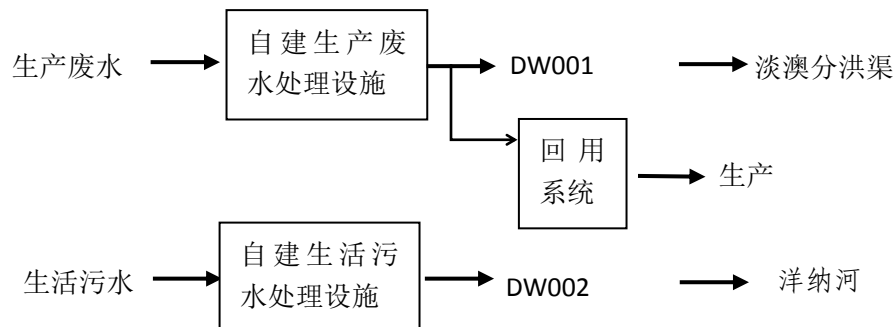 生产废水
自建生产废
水处理设施
DW001
淡澳分洪渠
回用
系统
生产
生活污水
自建生活污
水处理设施
DW002
洋纳河